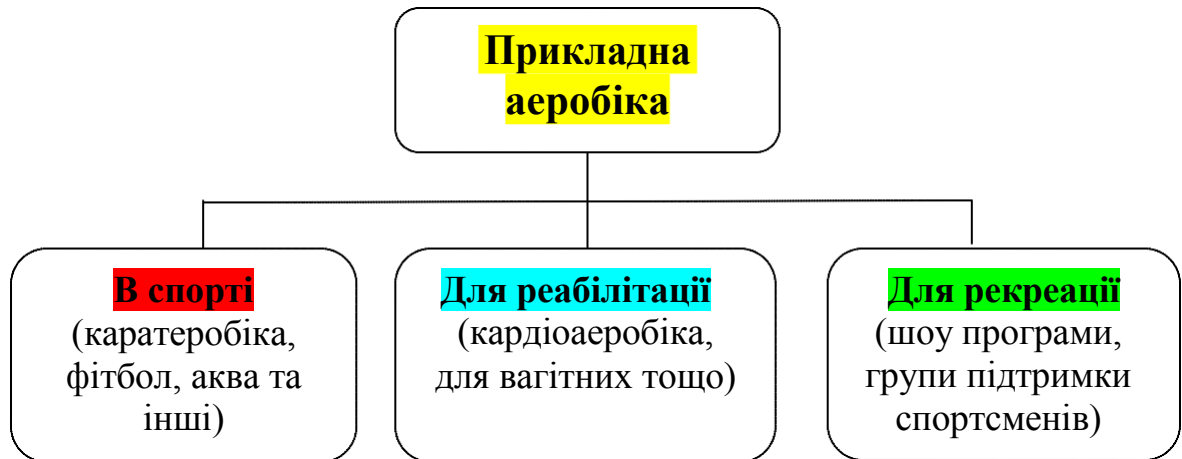 Прикладна
аеробіка
В спорті
(каратеробіка,
фітбол, аква та
інші)
Для реабілітації
(кардіоаеробіка,
для вагітних тощо)
Для рекреації
(шоу програми,
групи підтримки
спортсменів)